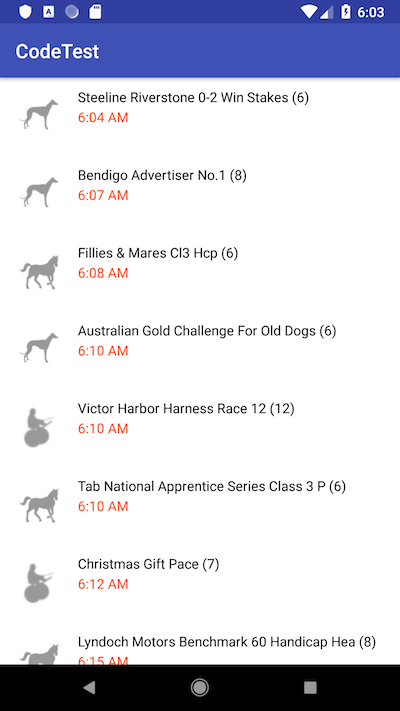 A
6:03
CodeTest
Steeline Riverstone 0-2 Win Stakes (6)
6:04 AM
Bendigo Advertiser No.1 (8)
6:07 AM
Fillies & Mares Cl3 Hcp (6)
6:08 AM
Australian Gold Challenge For Old Dogs (6)
6:10 AM
Victor Harbor Harness Race 12 (12)
6:10 AM
Tab National Apprentice Series Class 3 P (6)
6:10 AM
Christmas Gift Pace (7)
6:12 AM
Lyndoch Motors Benchmark 60 Handicap Hea (8)
6:15 AM